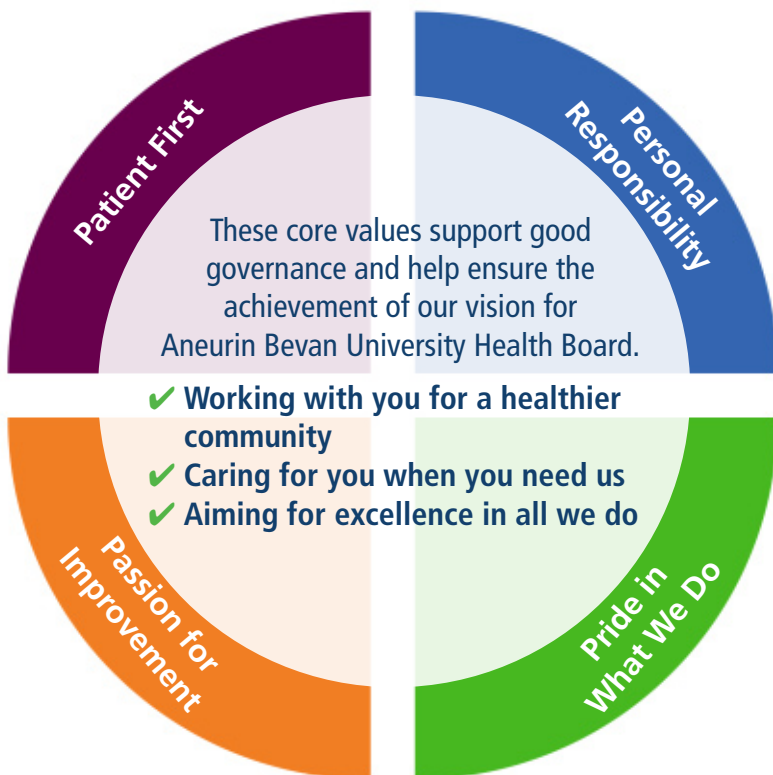 Patient First
Personal
Responsibility
These core values support good
governance and help ensure the
achievement of our vision for
Aneurin Bevan University Health Board.
✔ Working with you for a healthier
community
✔ Caring for you when you need us
✔ Aiming for excellence in all we do
Passion for
Improvement
Pride in
What We Do